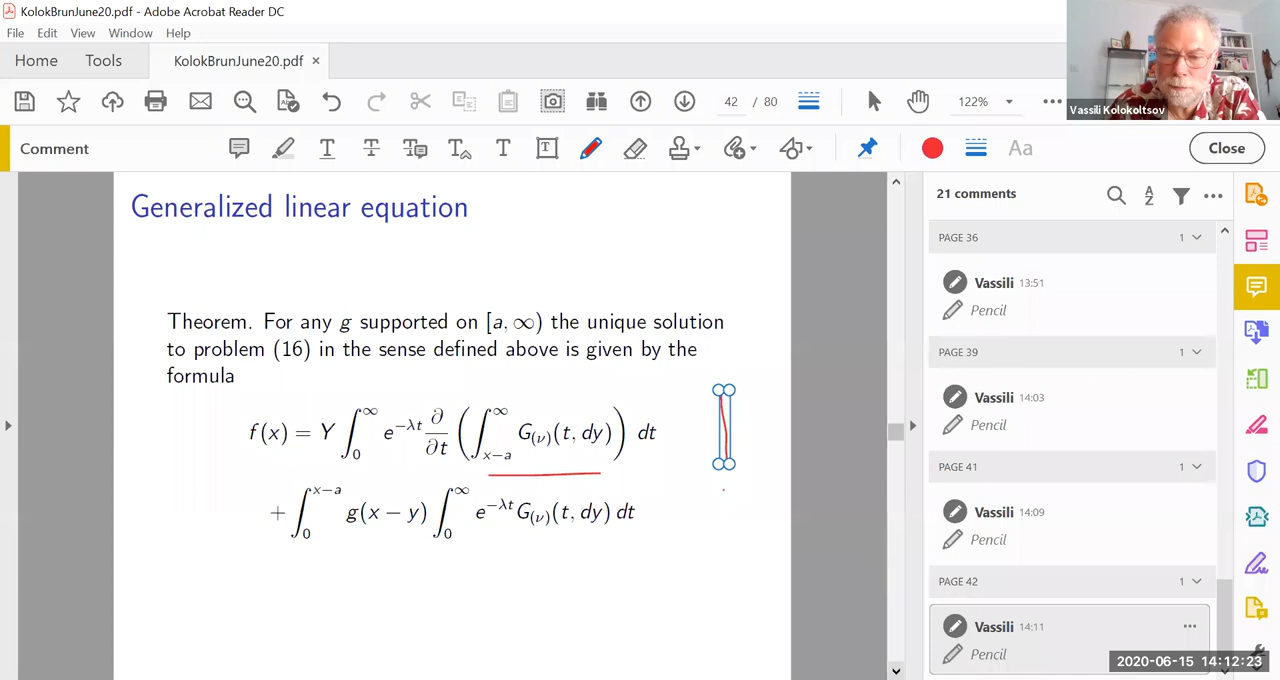 KolokBrunJune20.pdf - Adobe Acrobat Reader DC
File Edit View Window Help
Home Tools KolokBrunJune20.pdf ×
42 / 80 122%
Vassili Kolokoltsov
Comment Aa Close
Generalized linear equation
Theorem. For any g supported on [a, ∞) the unique solution
to problem (16) in the sense defined above is given by the
formula
f(x) = Y ∫_0^∞ e^{-λt} ∂/∂t ( ∫_{x-a}^∞ G_{(ν)}(t, dy) ) dt
+ ∫_0^{x-a} g(x − y) ∫_0^∞ e^{-λt} G_{(ν)}(t, dy) dt
21 comments
PAGE 36 1
Vassili 13:51
Pencil
PAGE 39 1
Vassili 14:03
Pencil
PAGE 41 1
Vassili 14:09
Pencil
PAGE 42 1
Vassili 14:11
Pencil
2020-06-15 14:12:23